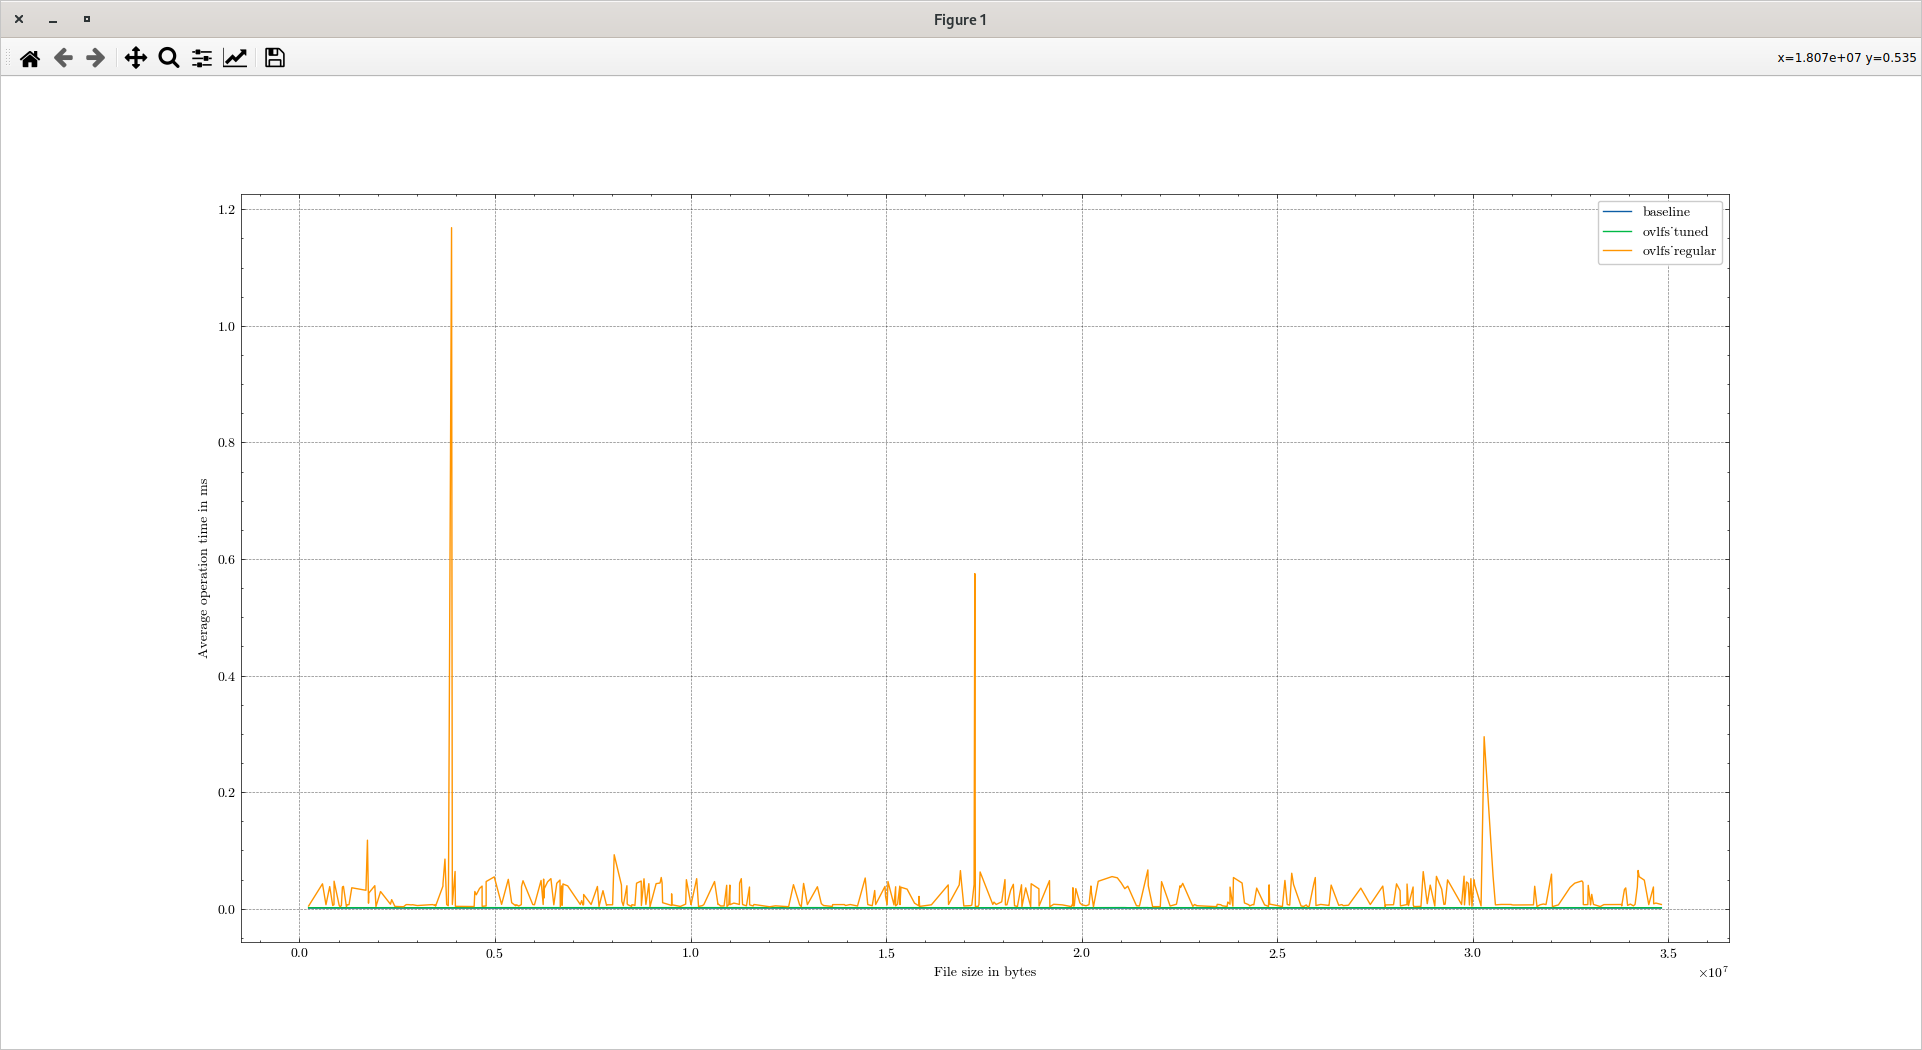 Figure 1
x=1.807e+07 y=0.535
1.2
1.0
0.8
0.6
0.4
0.2
0.0
Average operation time in ms
baseline
ovlfs˙tuned
ovlfs˙regular
0.0 0.5 1.0 1.5 2.0 2.5 3.0 3.5
File size in bytes
×10⁷